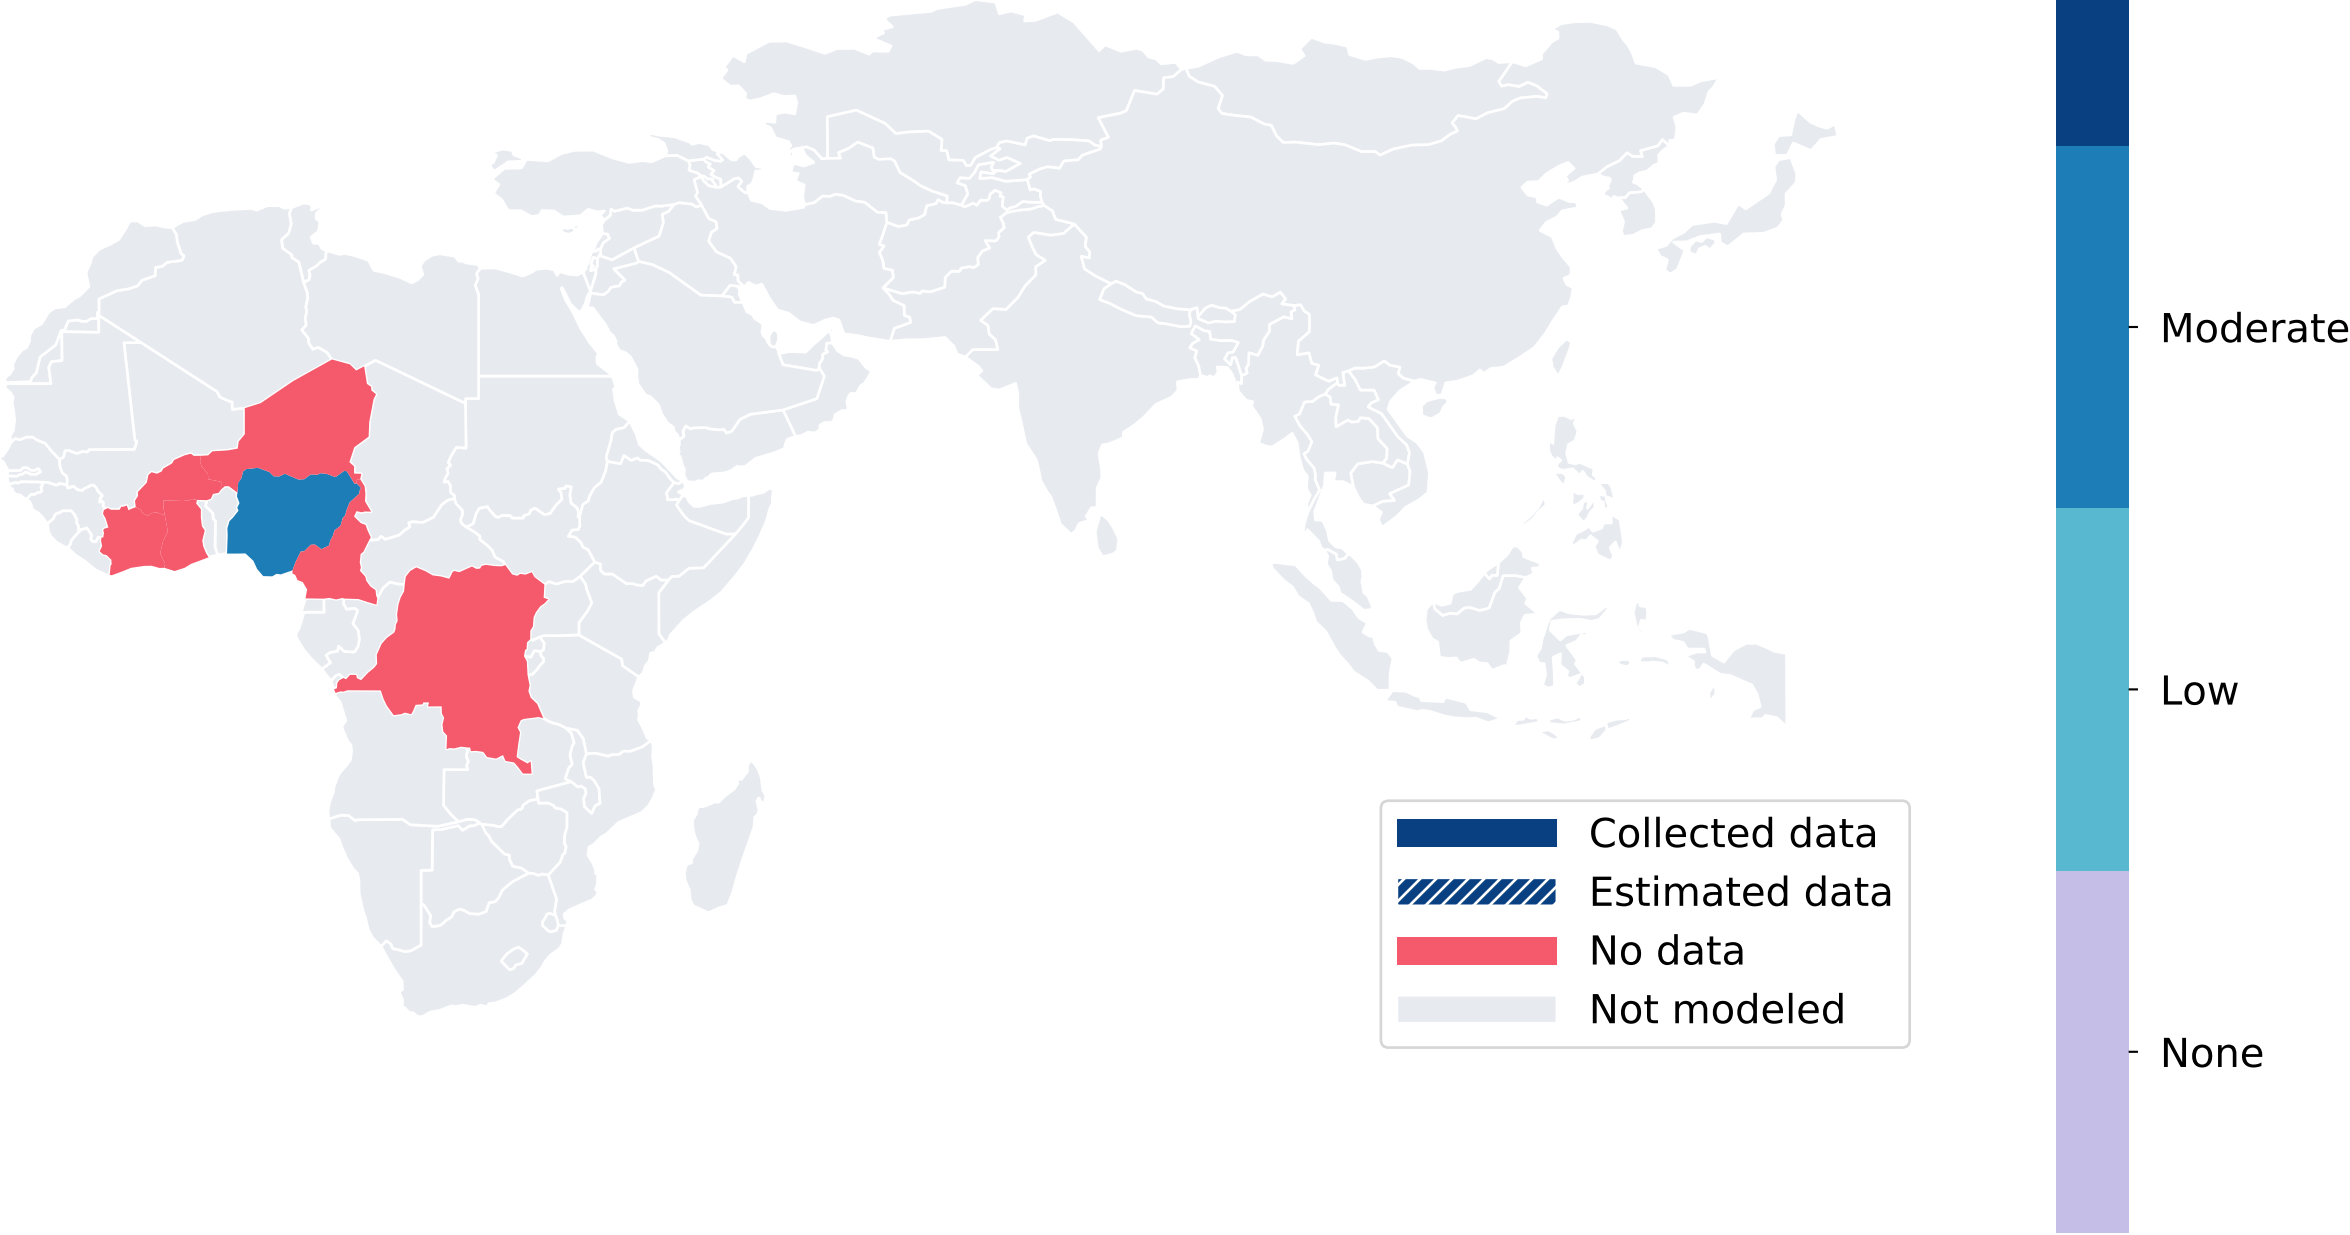 Moderate
Low
None
Collected data
Estimated data
No data
Not modeled